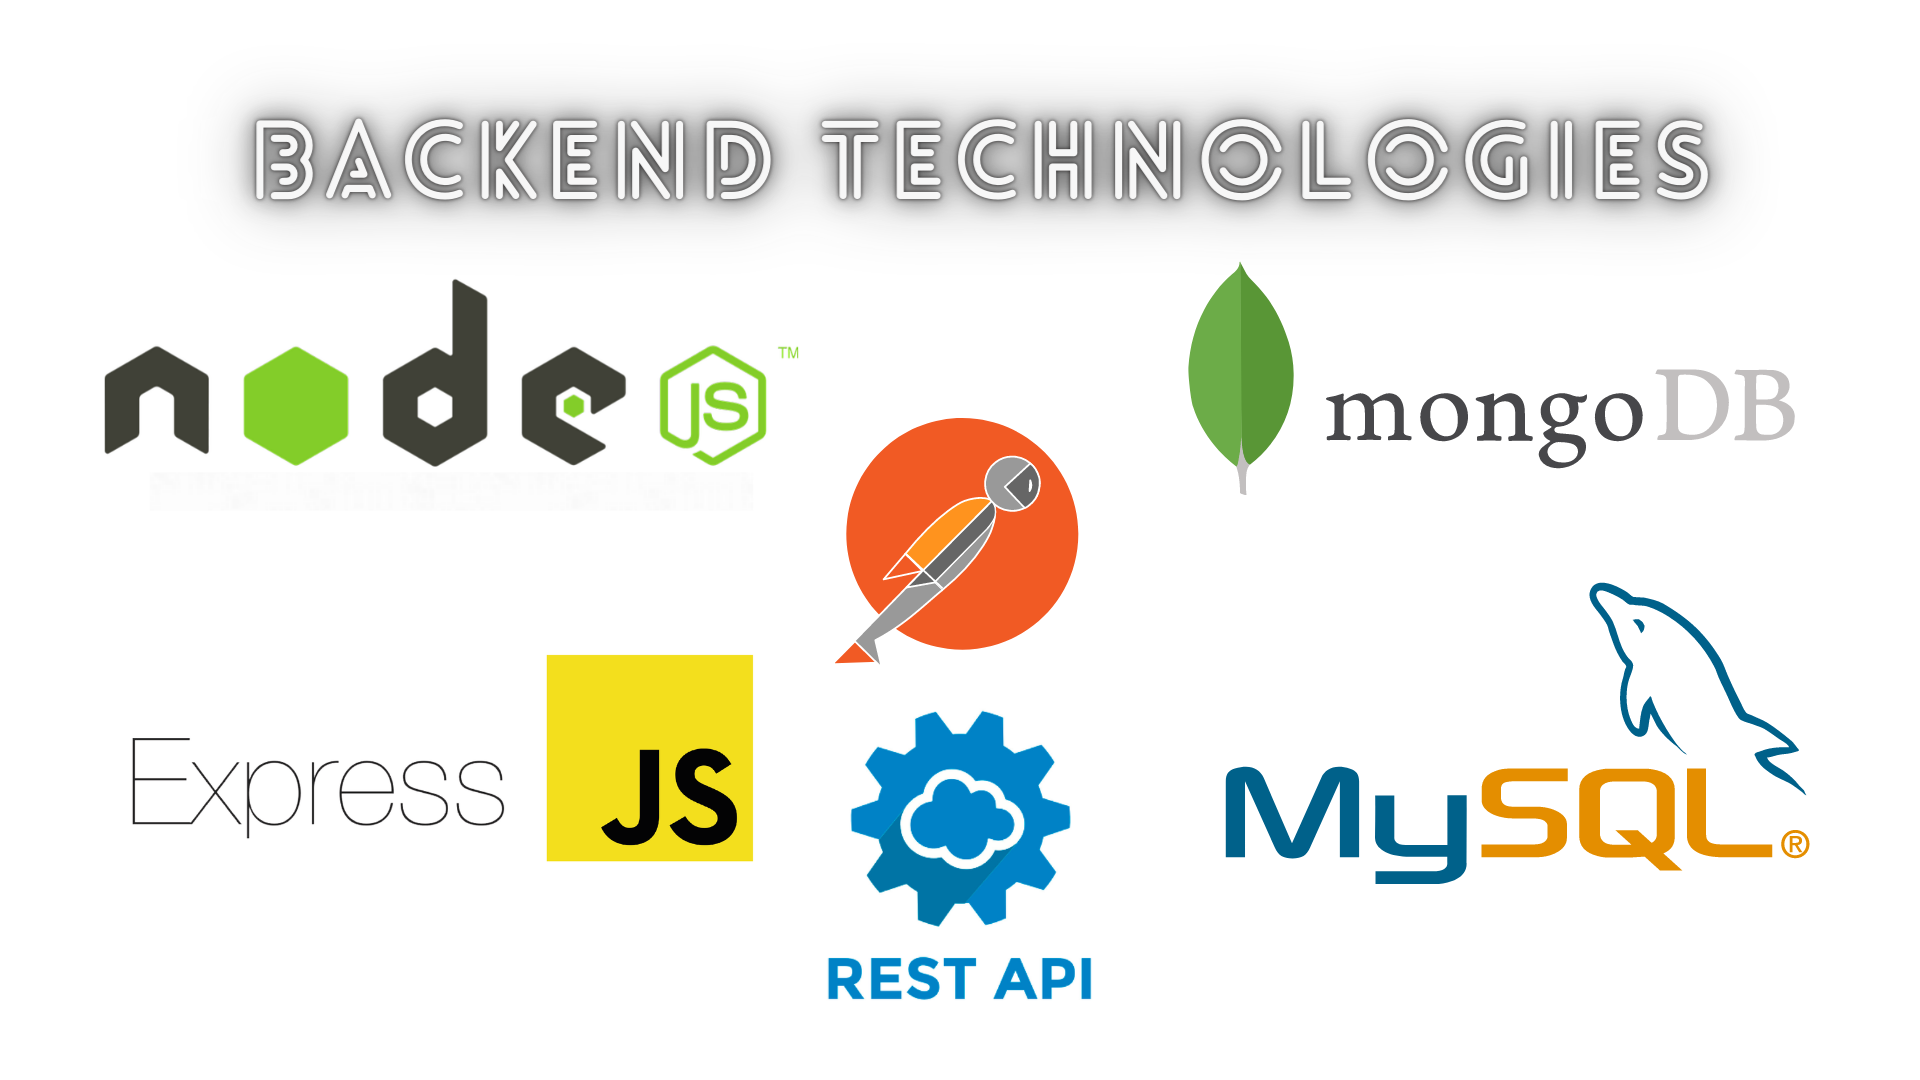 BACKEND TECHNOLOGIES
node JS ™
mongoDB
Express JS
MySQL®
REST API